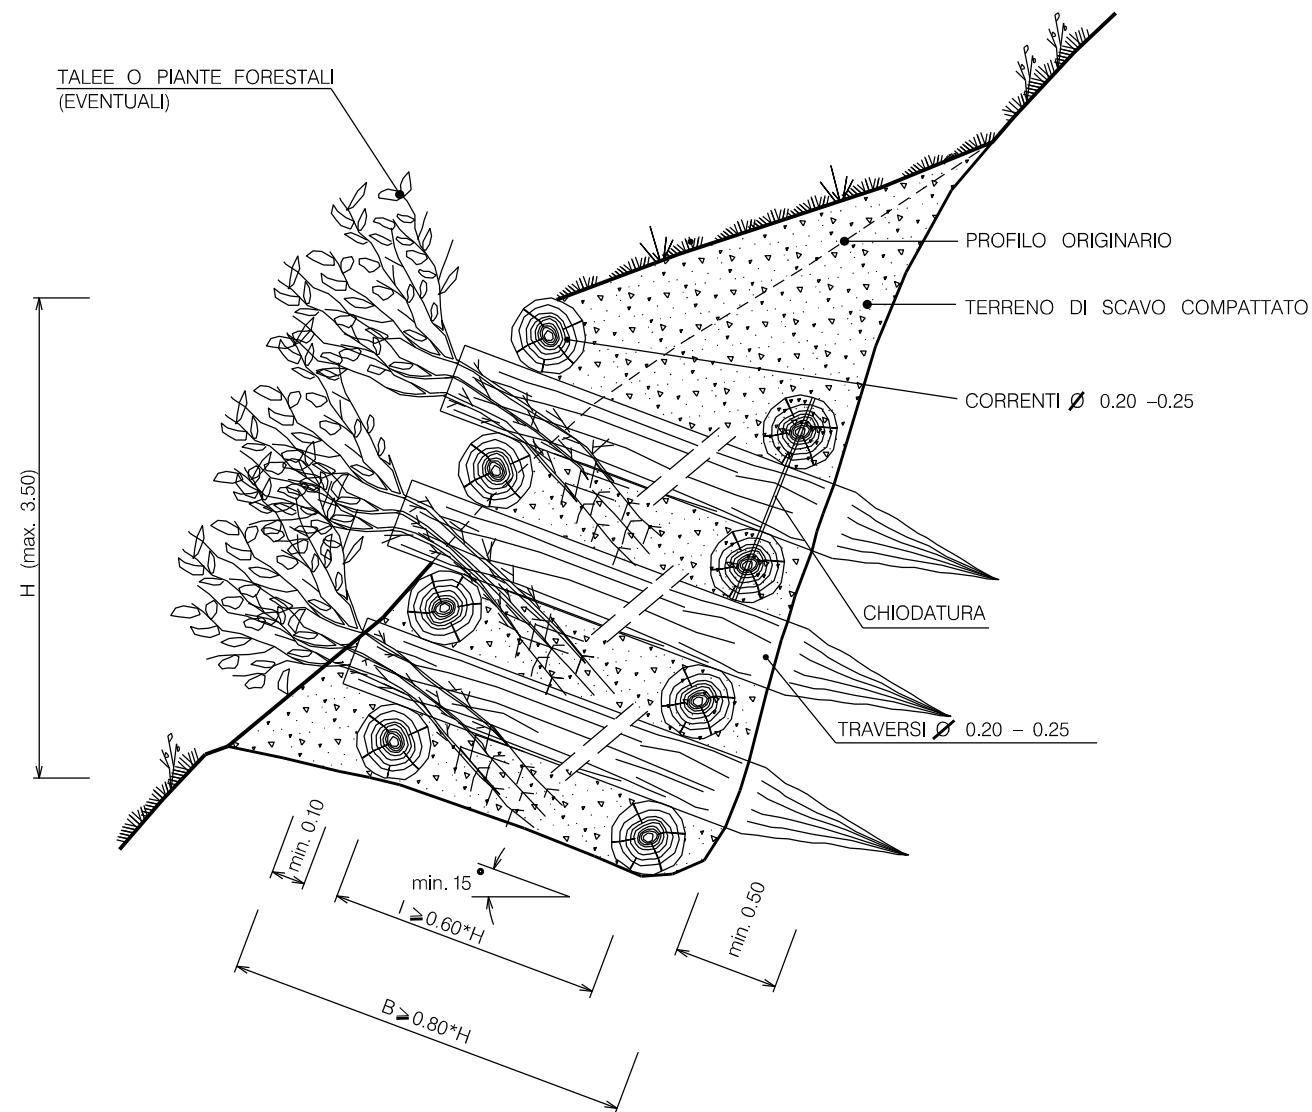 TALEE O PIANTE FORESTALI
(EVENTUALI)
PROFILO ORIGINARIO
TERRENO DI SCAVO COMPATTATO
CORRENTI Ø 0.20 -0.25
H (max. 3.50)
CHIODATURA
TRAVERSI Ø 0.20 - 0.25
min. 0.10
min. 15°
I ≥0.60*H
min. 0.50
B ≥0.80*H